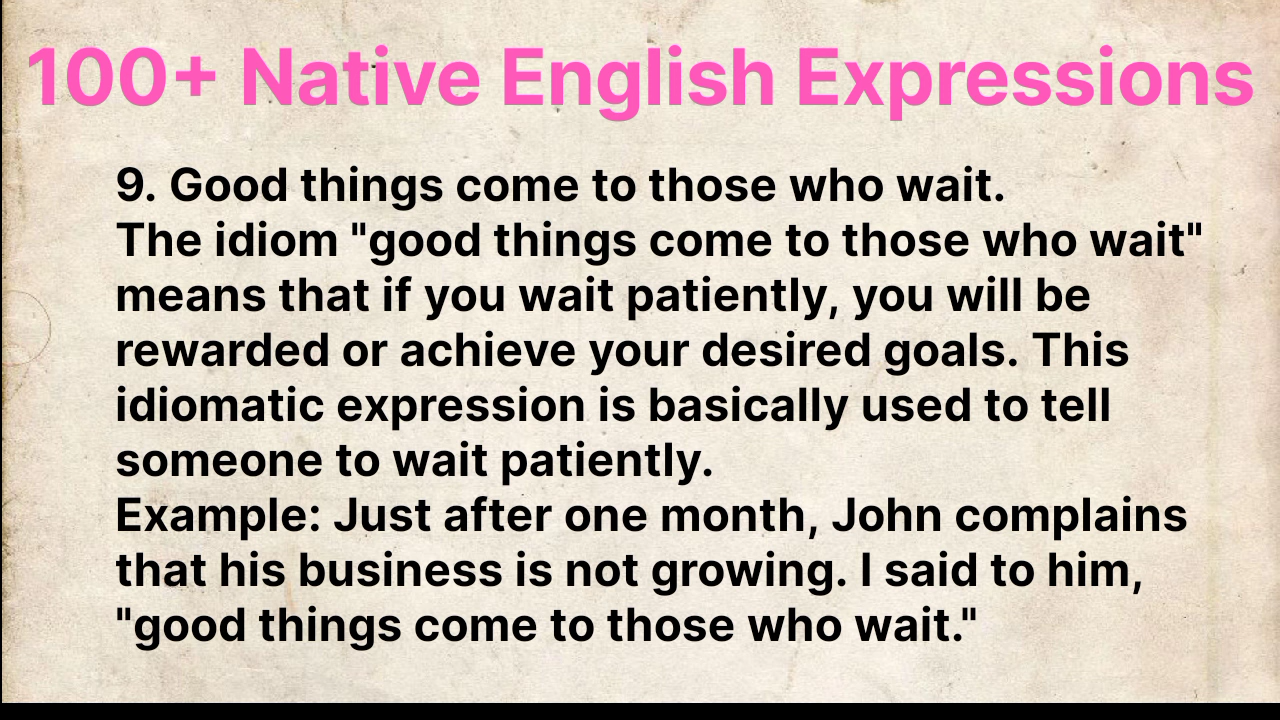 100+ Native English Expressions
9. Good things come to those who wait.
The idiom "good things come to those who wait"
means that if you wait patiently, you will be
rewarded or achieve your desired goals. This
idiomatic expression is basically used to tell
someone to wait patiently.
Example: Just after one month, John complains
that his business is not growing. I said to him,
"good things come to those who wait."